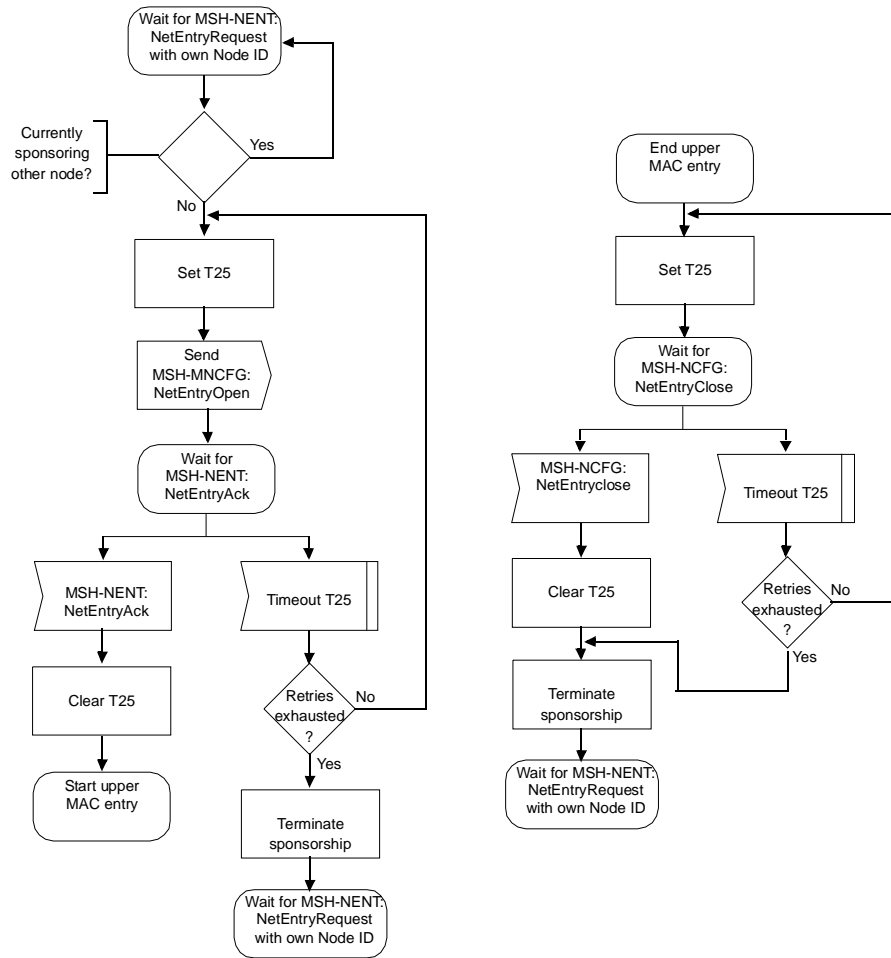 Wait for MSH-NENT:
NetEntryRequest
with own Node ID
Currently
sponsoring
other node?
Yes
No
Set T25
Send
MSH-MNCFG:
NetEntryOpen
Wait for
MSH-NENT:
NetEntryAck
MSH-NENT:
NetEntryAck
Timeout T25
Clear T25
Retries
exhausted
?
No
Yes
Start upper
MAC entry
Terminate
sponsorship
Wait for MSH-NENT:
NetEntryRequest
with own Node ID
End upper
MAC entry
Set T25
Wait for
MSH-NCFG:
NetEntryClose
MSH-NCFG:
NetEntryclose
Timeout T25
Clear T25
Retries
exhausted
?
No
Yes
Terminate
sponsorship
Wait for MSH-NENT:
NetEntryRequest
with own Node ID